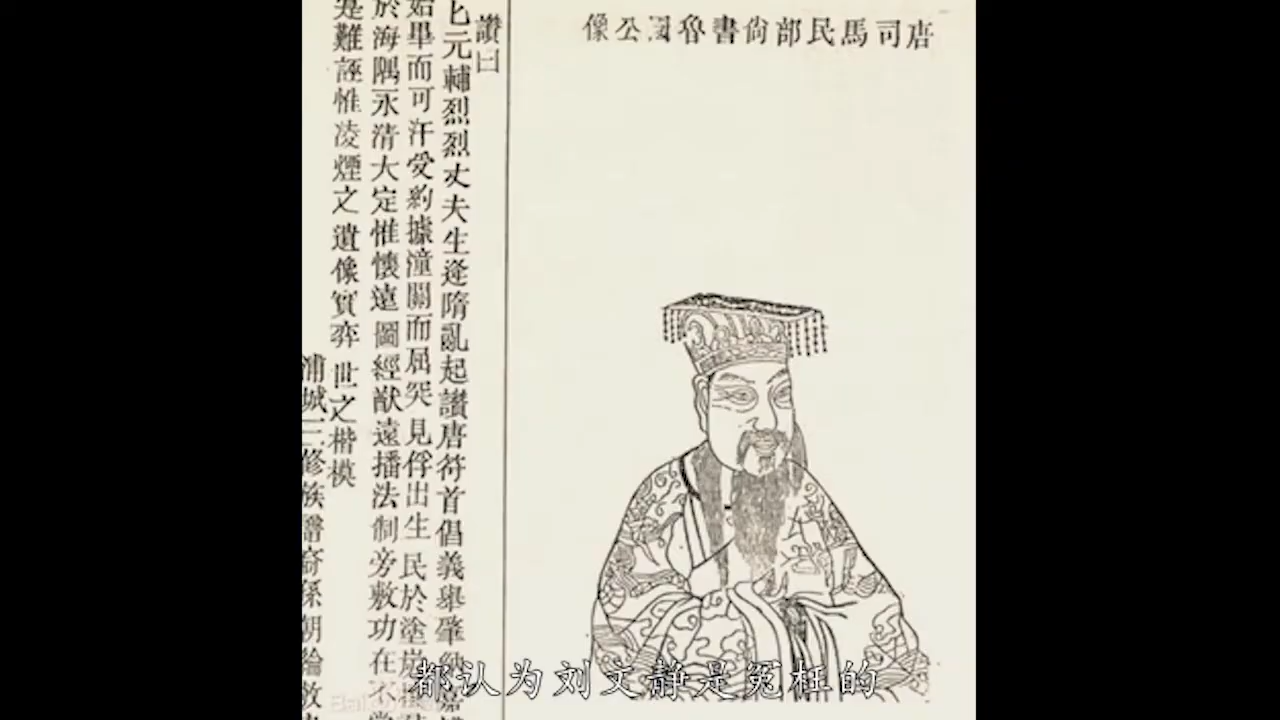 唐司馬民部尚書魯國公像
讚曰
元輔烈烈丈夫生逢隋亂起讚唐符首倡義舉肇
始畢而可汗受約據潼關而屈突見俘出生民於塗
於海隅永清大定惟懷遠圖經猷遠播法制旁敷功在不
是難誣惟凌煙之遺像實弈世之楷模
浦城三修族譜裔孫朝綸敬
都认为刘文静是冤枉的